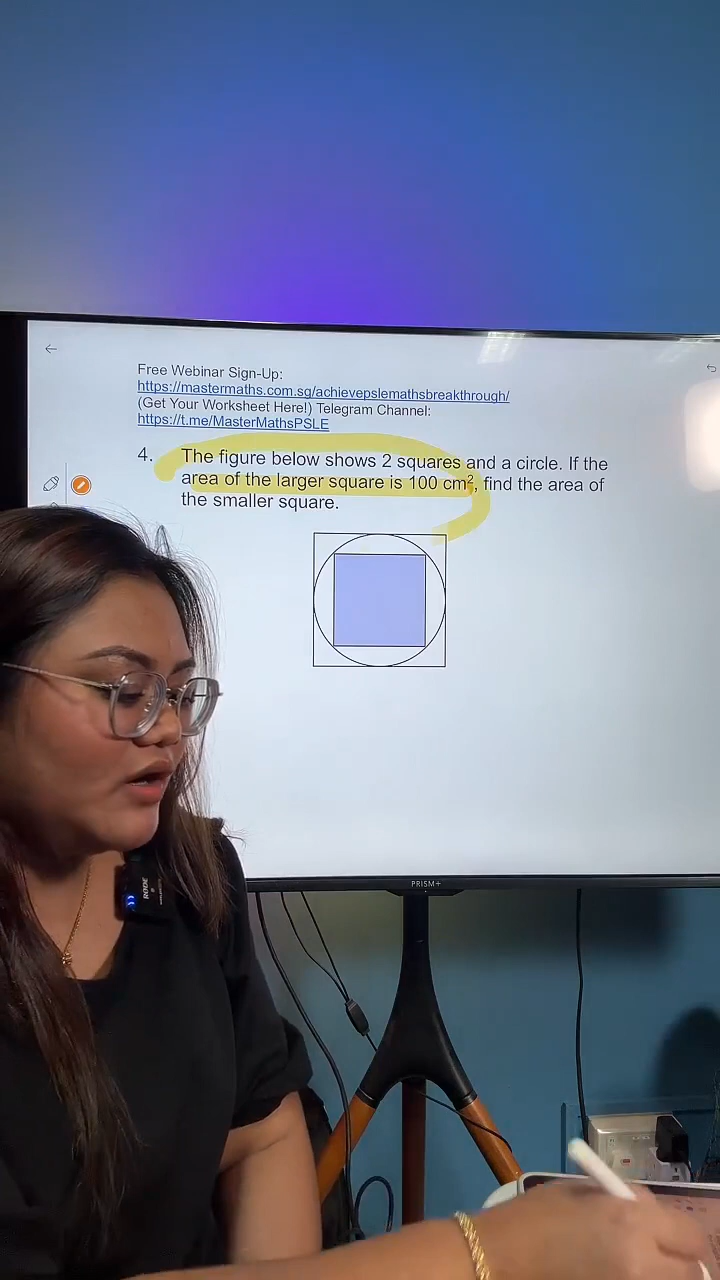 Free Webinar Sign-Up:
https://mastermaths.com.sg/achievepslemathsbreakthrough/
(Get Your Worksheet Here!) Telegram Channel:
https://t.me/MasterMathsPSLE
4. The figure below shows 2 squares and a circle. If the
area of the larger square is 100 cm², find the area of
the smaller square.
PRISM+
RODE